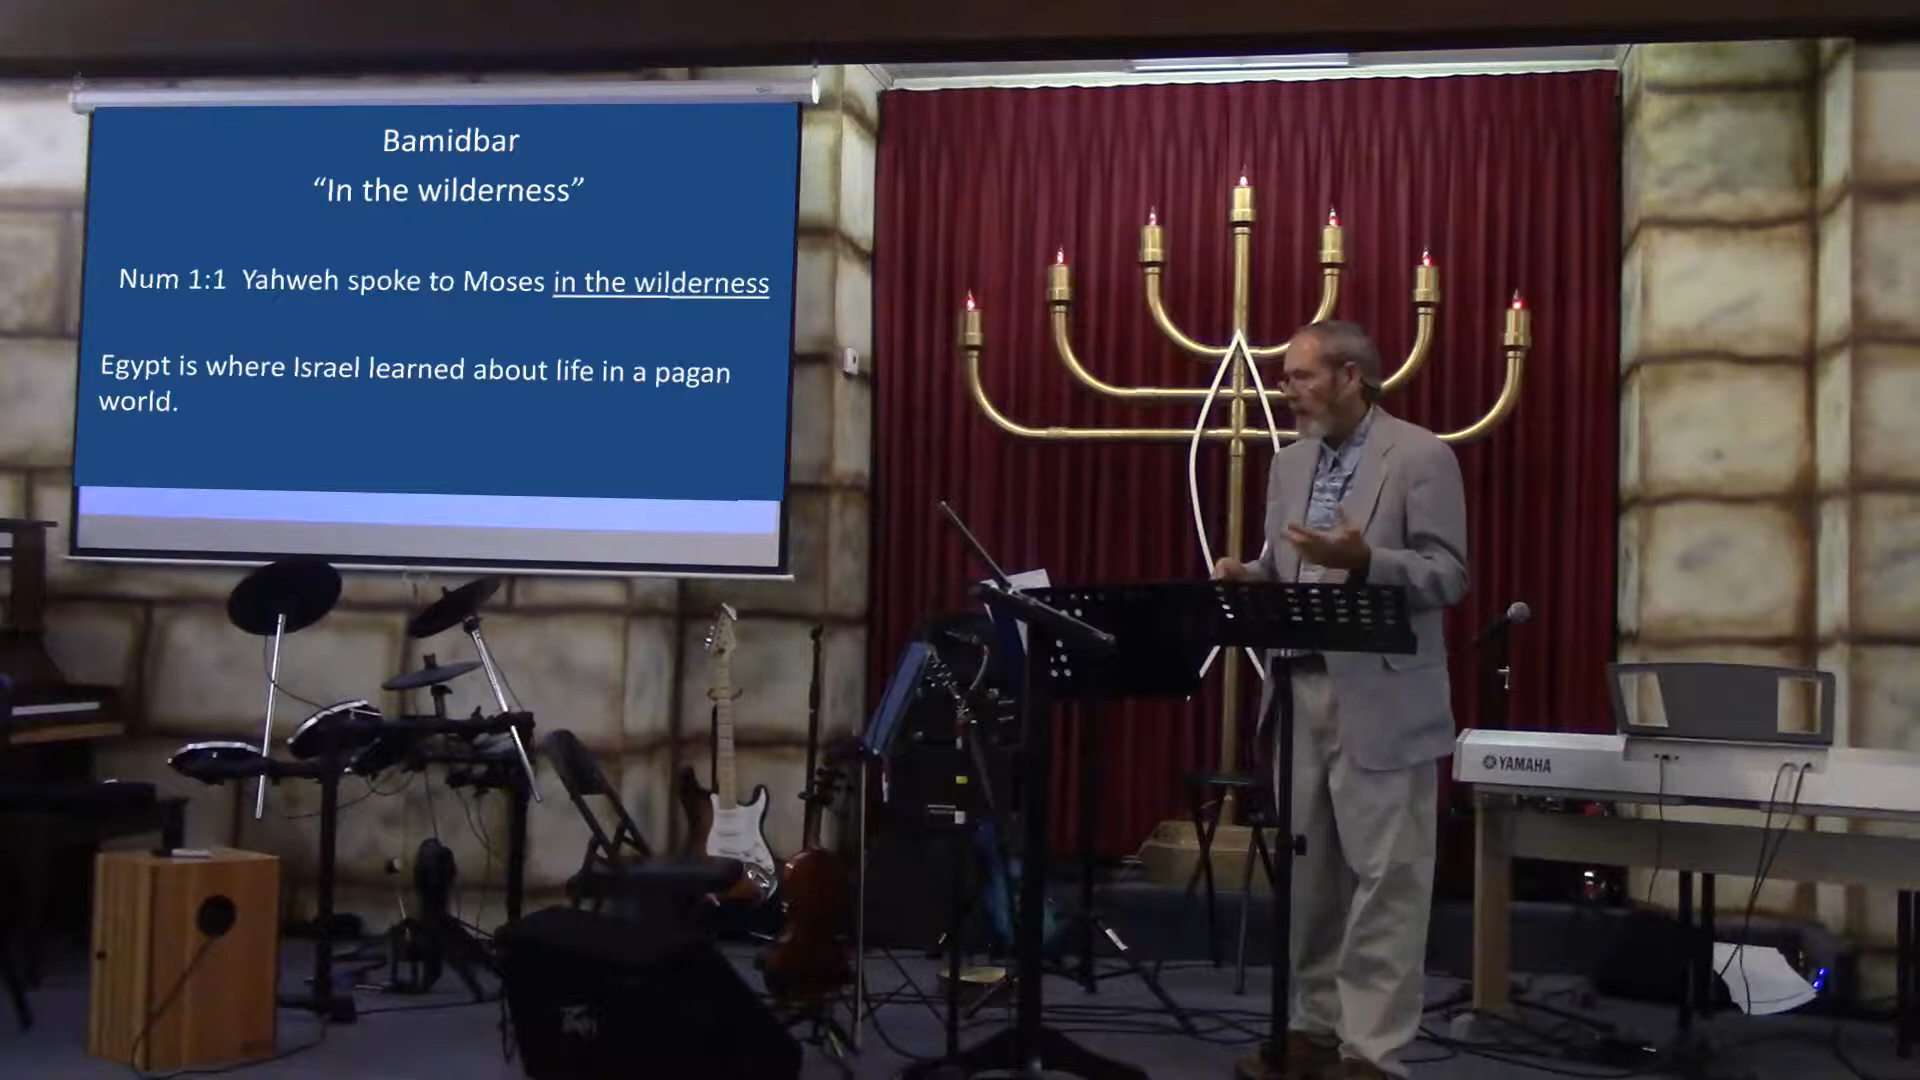 Bamidbar
“In the wilderness”
Num 1:1 Yahweh spoke to Moses in the wilderness
Egypt is where Israel learned about life in a pagan
world.
YAMAHA